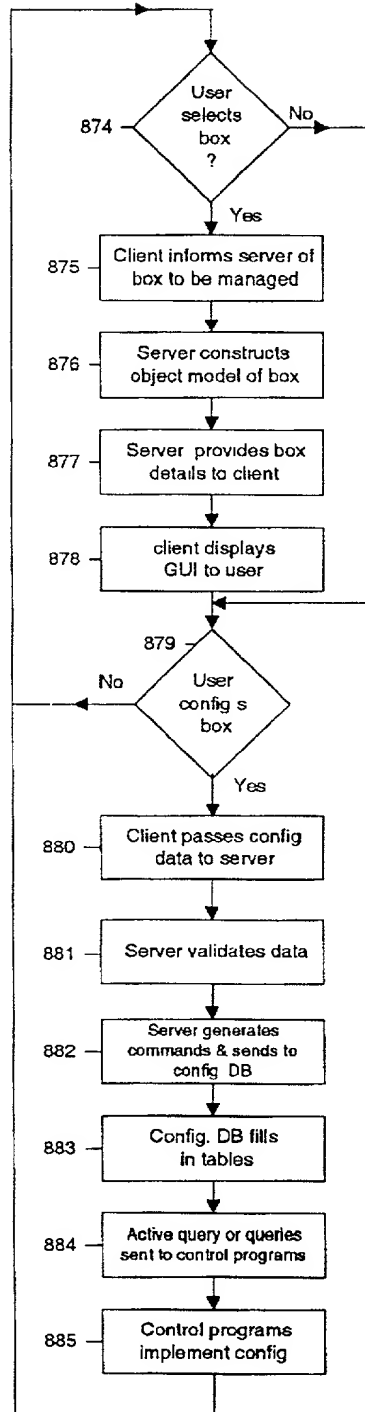 User
selects
box
?
874
No
Yes
875
Client informs server of
box to be managed
876
Server constructs
object model of box
877
Server provides box
details to client
878
client displays
GUI to user
879
No
User
config s
box
Yes
880
Client passes config
data to server
881
Server validates data
882
Server generates
commands & sends to
config DB
883
Config. DB fills
in tables
884
Active query or queries
sent to control programs
885
Control programs
implement config